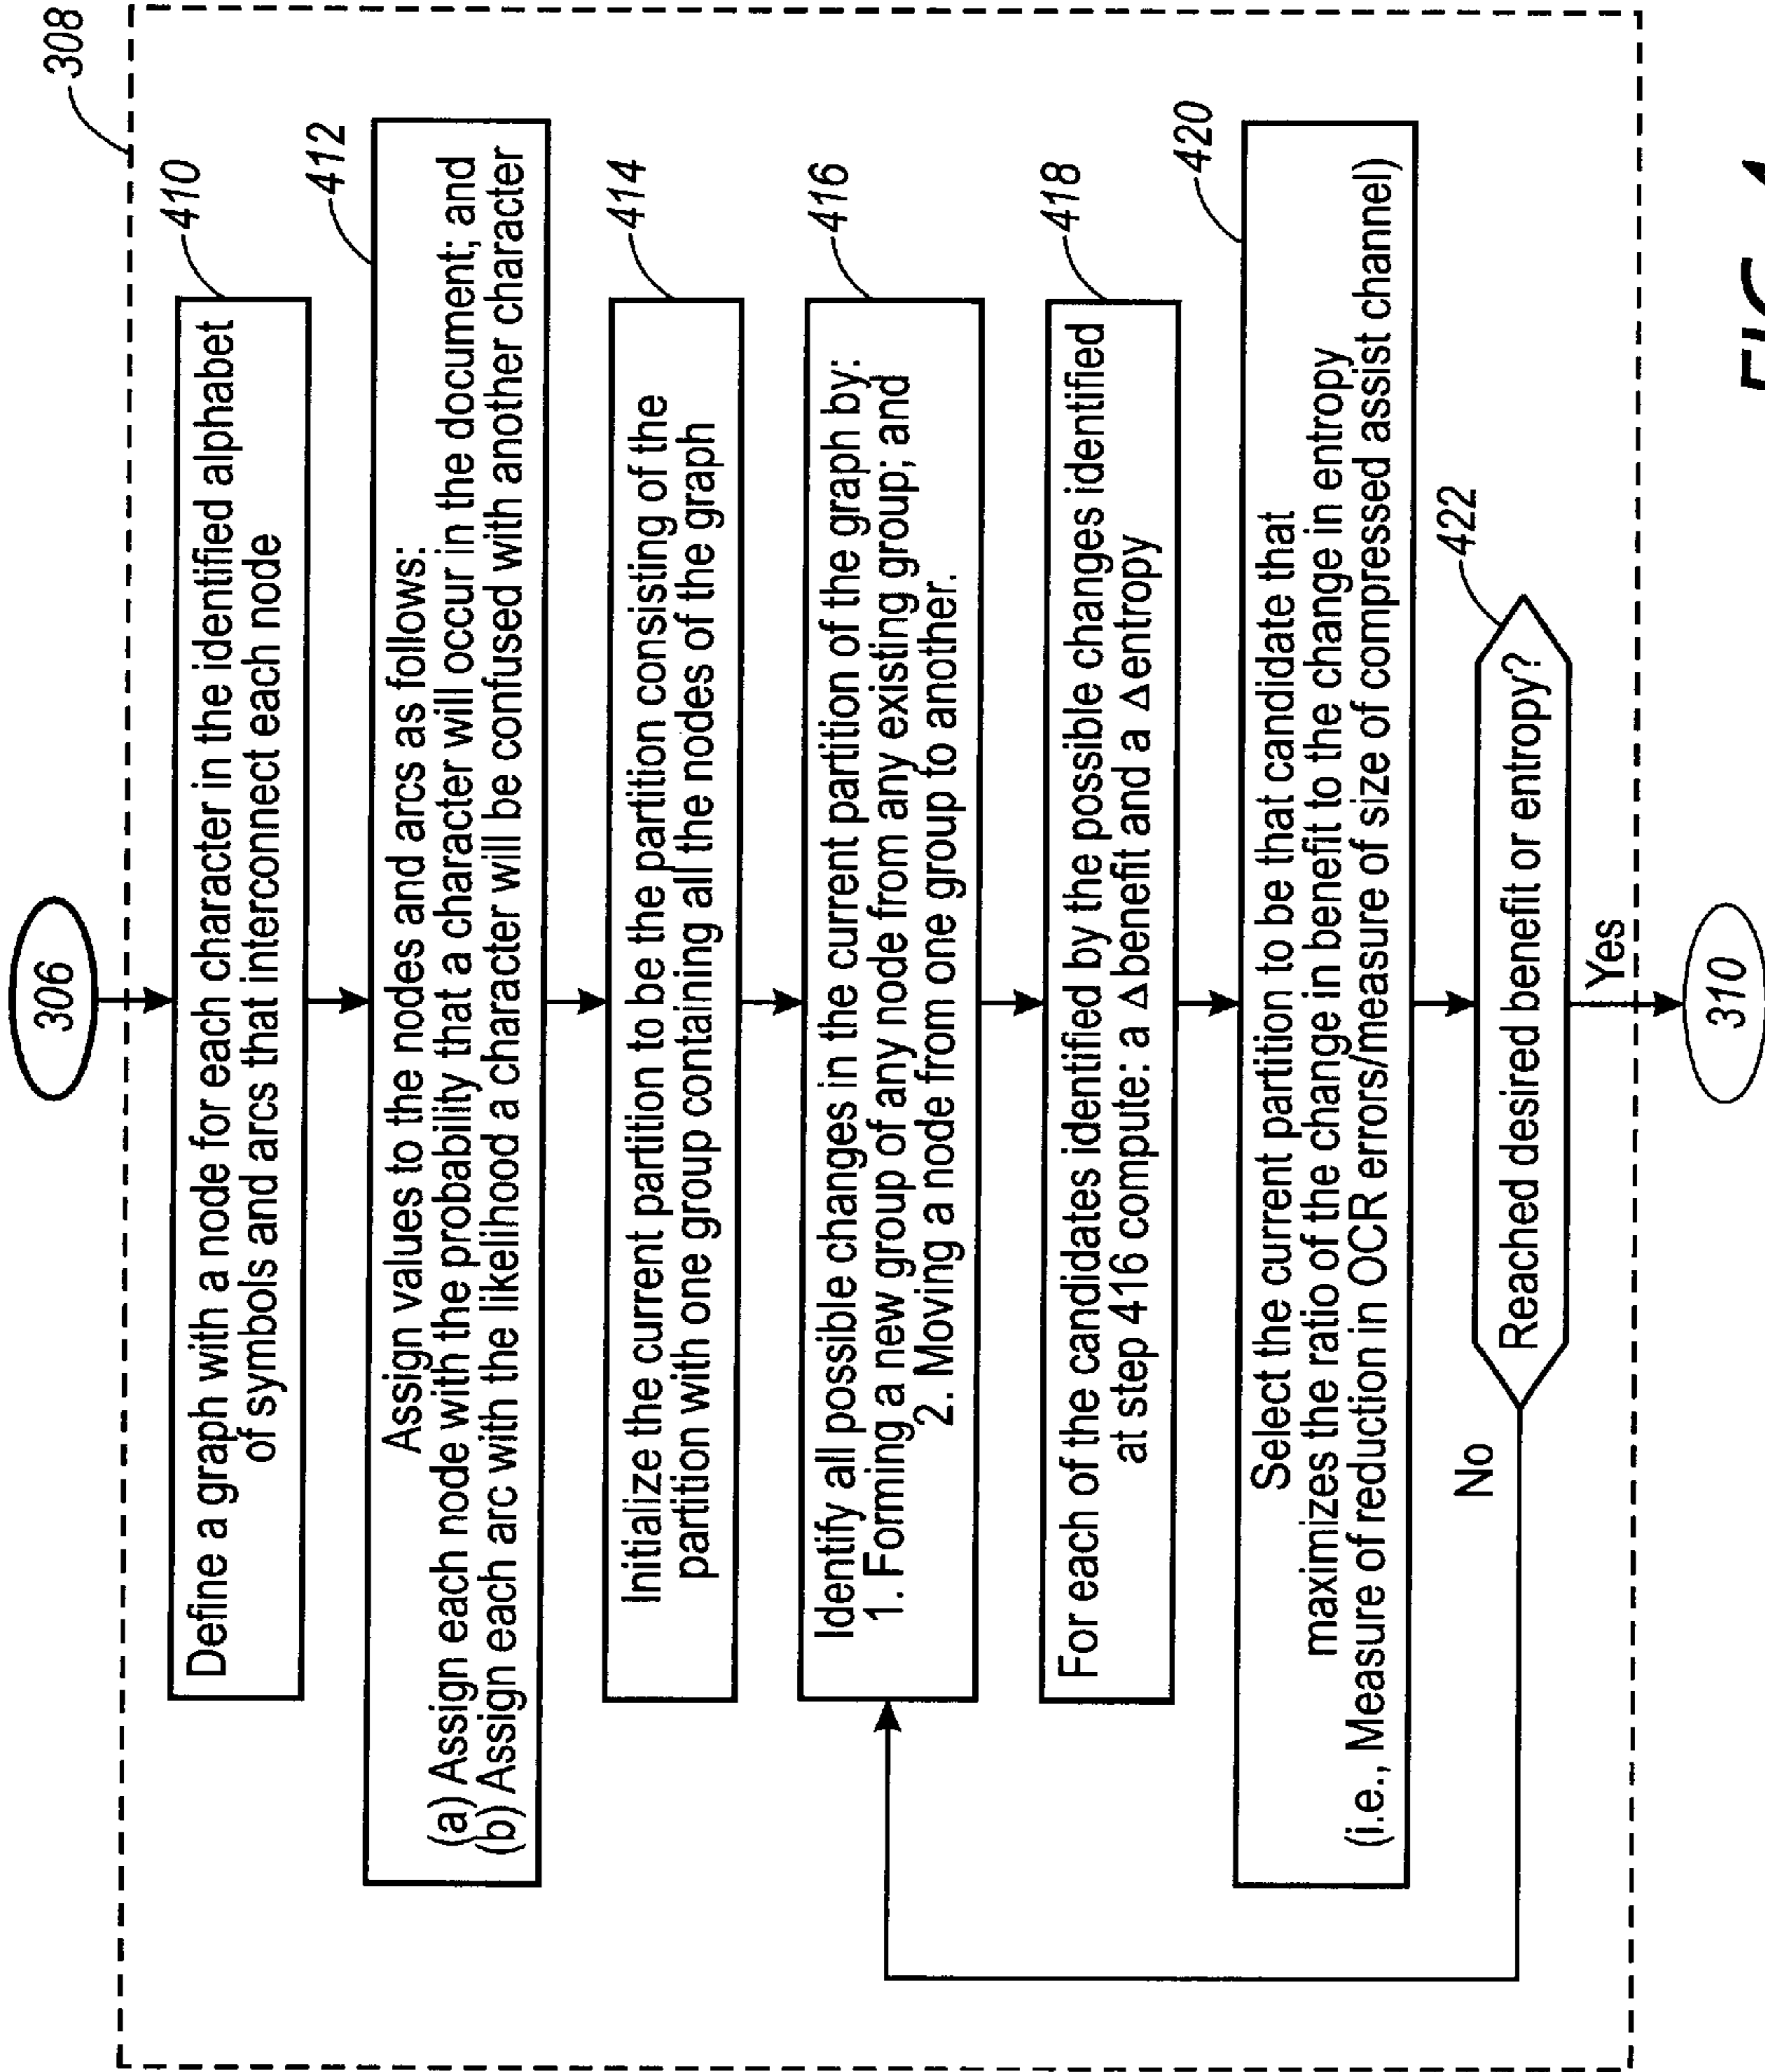 306
308
410
Define a graph with a node for each character in the identified alphabet
of symbols and arcs that interconnect each node
412
Assign values to the nodes and arcs as follows:
(a) Assign each node with the probability that a character will occur in the document; and
(b) Assign each arc with the likelihood a character will be confused with another character
414
Initialize the current partition to be the partition consisting of the
partition with one group containing all the nodes of the graph
416
Identify all possible changes in the current partition of the graph by:
1. Forming a new group of any node from any existing group; and
2. Moving a node from one group to another.
418
For each of the candidates identified by the possible changes identified
at step 416 compute: a Δ benefit and a Δentropy
420
Select the current partition to be that candidate that
maximizes the ratio of the change in benefit to the change in entropy
(i.e., Measure of reduction in OCR errors/measure of size of compressed assist channel)
422
Reached desired benefit or entropy?
No
Yes
310